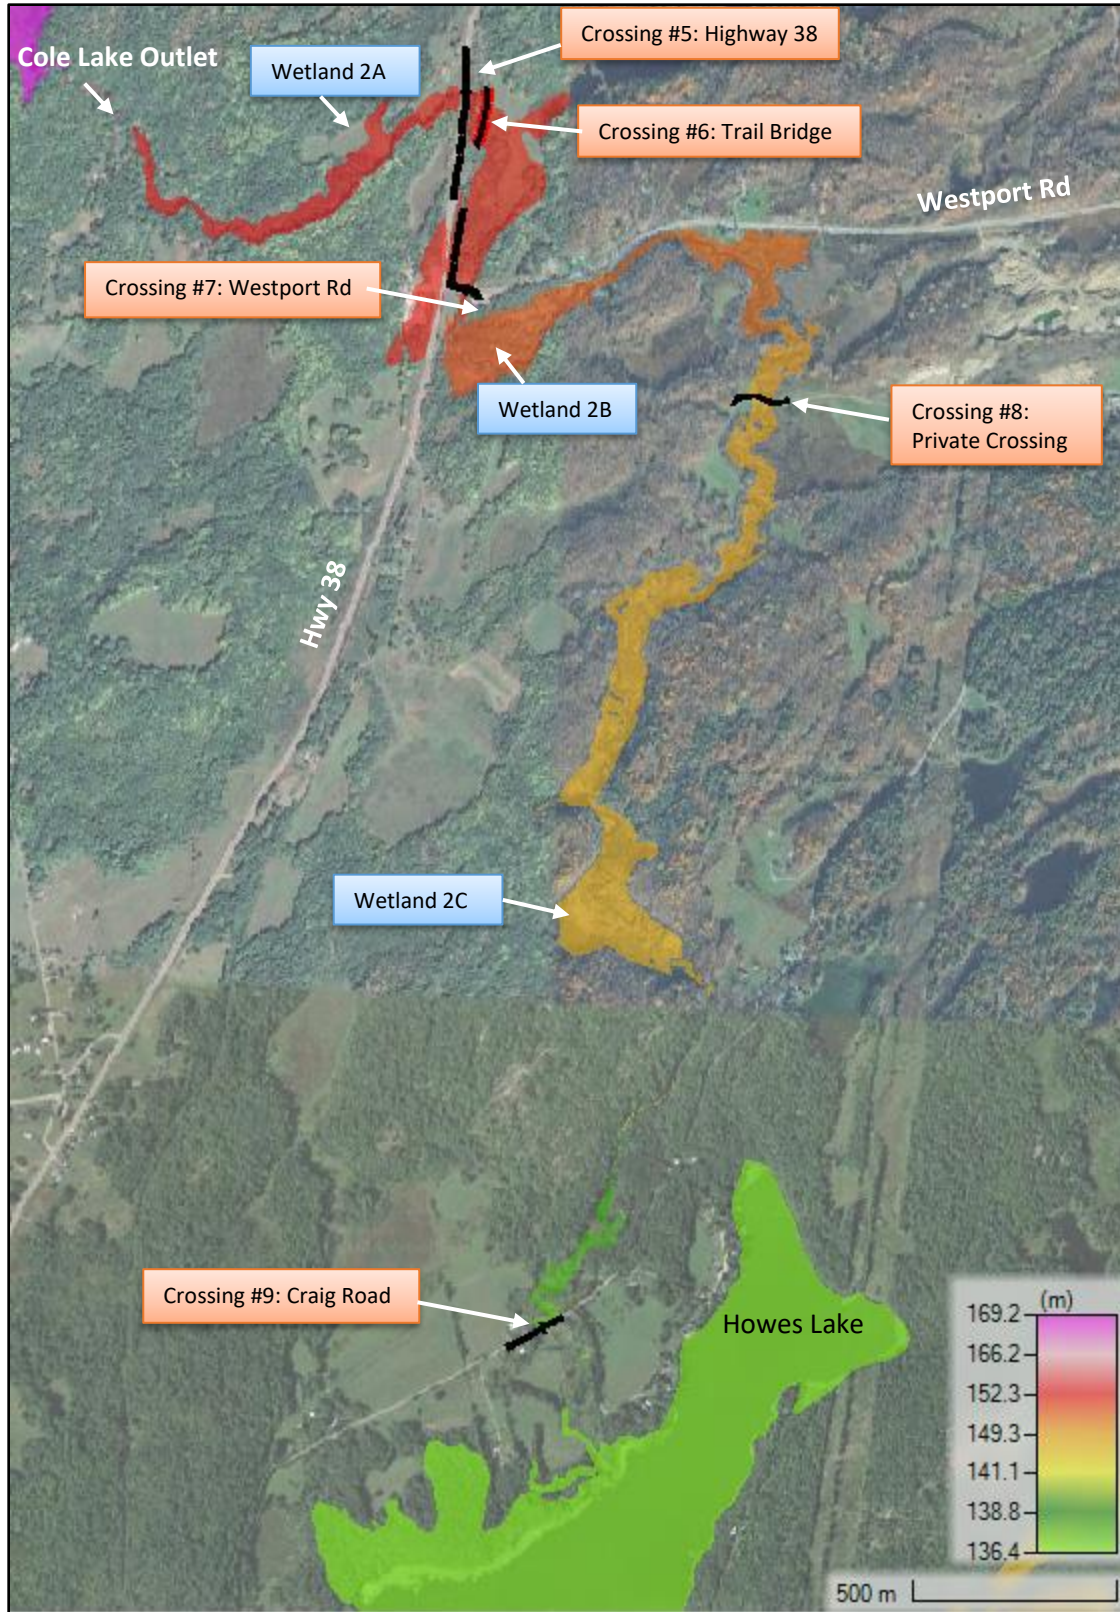 Crossing #5: Highway 38
Cole Lake Outlet
Wetland 2A
Crossing #6: Trail Bridge
Westport Rd
Crossing #7: Westport Rd
Wetland 2B
Crossing #8:
Private Crossing
Hwy 38
Wetland 2C
Crossing #9: Craig Road
Howes Lake
(m)
169.2
166.2
152.3
149.3
141.1
138.8
136.4
500 m